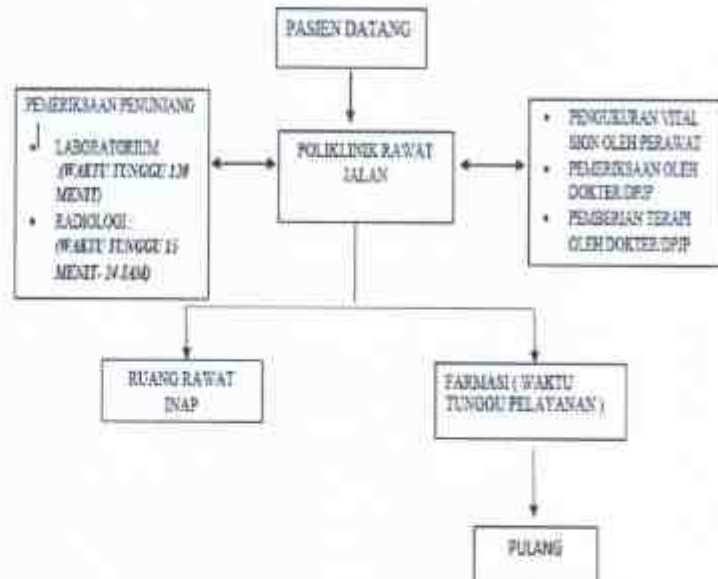 PASIEN DATANG
PEMERIKSAAN PENUNJANG
• LABORATORIUM
(WAKTU TUNGGU 120
MENIT)
• RADIOLOGI:
(WAKTU TUNGGU 15
MENIT- 24 JAM)
POLIKLINIK RAWAT
JALAN
• PENGUKURAN VITAL
SIGN OLEH PERAWAT
• PEMERIKSAAN OLEH
DOKTER/DPJP
• PEMBERIAN TERAPI
OLEH DOKTER/DPJP
RUANG RAWAT
INAP
FARMASI ( WAKTU
TUNGGU PELAYANAN )
PULANG